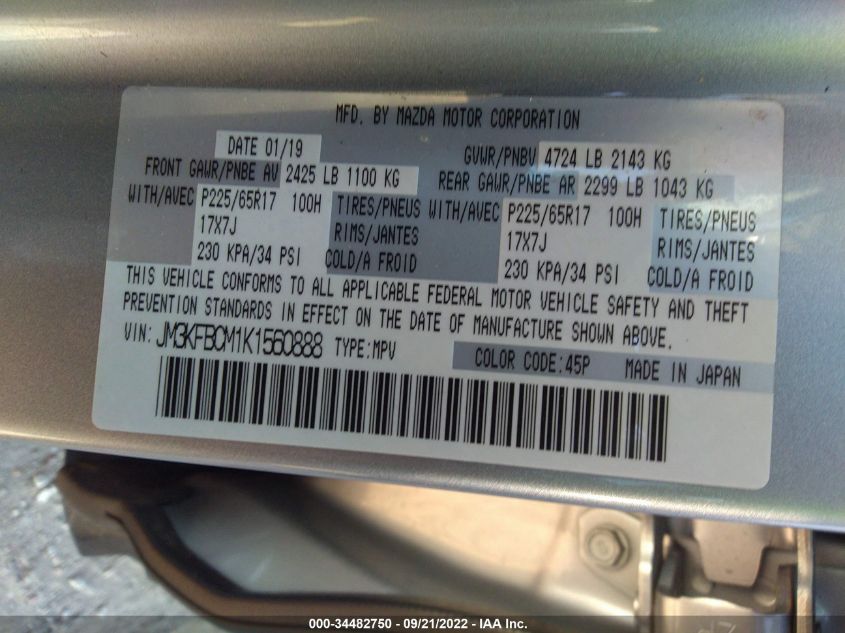 MFD. BY MAZDA MOTOR CORPORATION
DATE 01/19 GVWR/PNBV 4724 LB 2143 KG
FRONT GAWR/PNBE AV 2425 LB 1100 KG REAR GAWR/PNBE AR 2299 LB 1043 KG
WITH/AVEC P225/65R17 100H TIRES/PNEUS WITH/AVEC P225/65R17 100H TIRES/PNEUS
17X7J RIMS/JANTES 17X7J RIMS/JANTES
230 KPA/34 PSI COLD/A FROID 230 KPA/34 PSI COLD/A FROID
THIS VEHICLE CONFORMS TO ALL APPLICABLE FEDERAL MOTOR VEHICLE SAFETY AND THEFT
PREVENTION STANDARDS IN EFFECT ON THE DATE OF MANUFACTURE SHOWN ABOVE.
VIN: JM3KFBCM1K1560888 TYPE:MPV COLOR CODE:45P MADE IN JAPAN
000-34482750 - 09/21/2022 - IAA Inc.